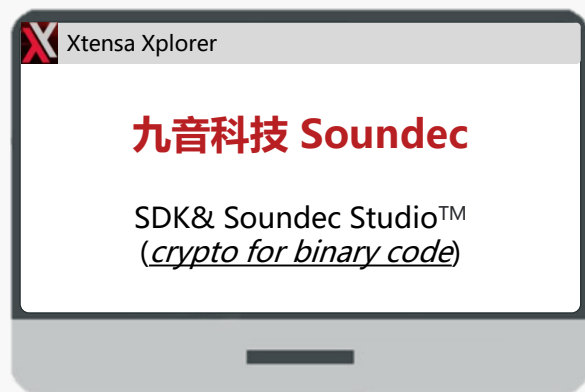 Xtensa Xplorer
九音科技 Soundec
SDK& Soundec Studio™
(crypto for binary code)